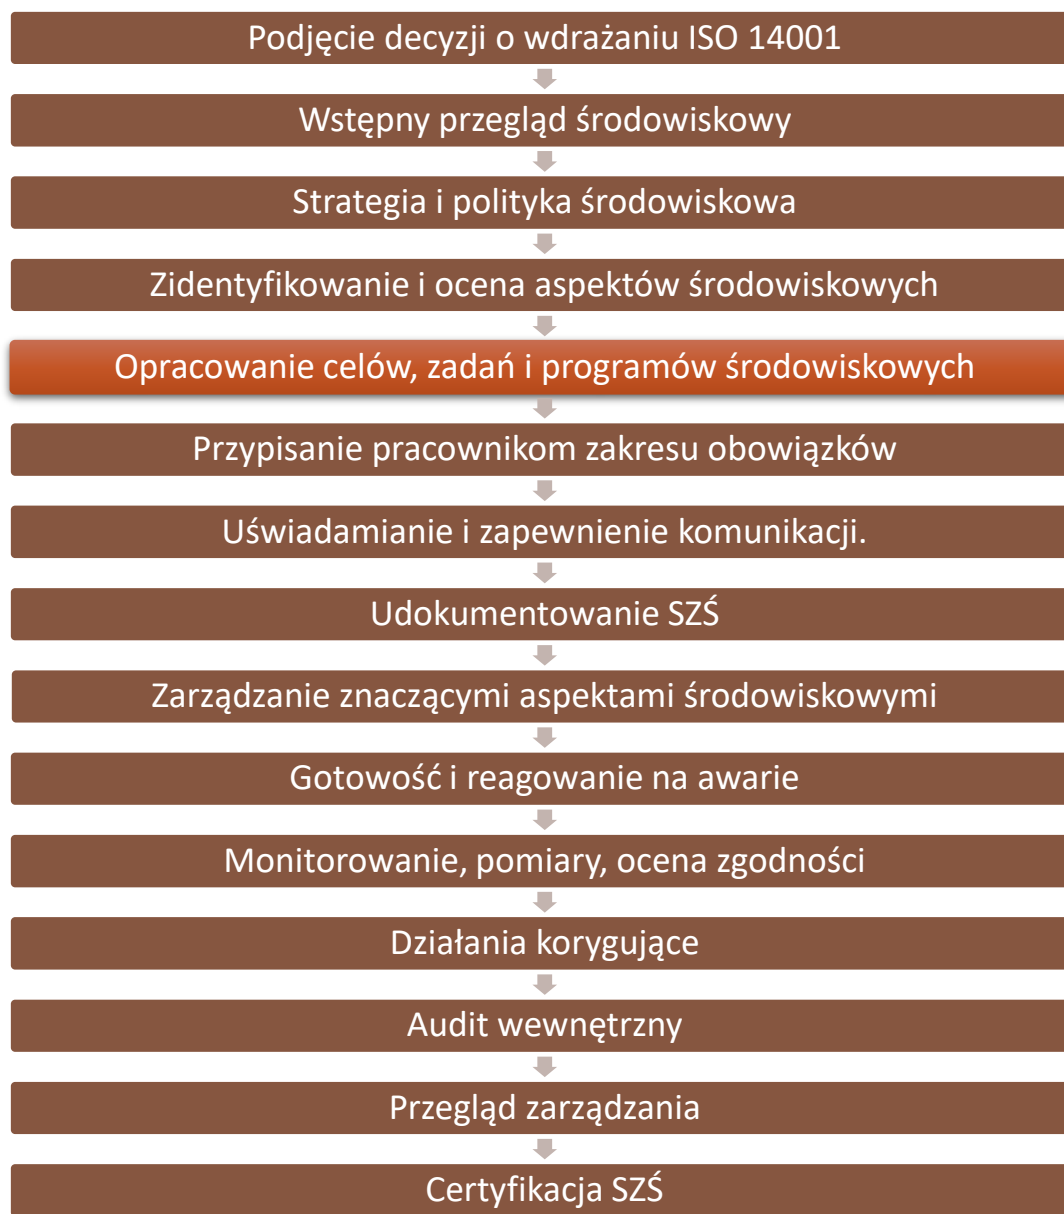 Podjęcie decyzji o wdrażaniu ISO 14001
Wstępny przegląd środowiskowy
Strategia i polityka środowiskowa
Zidentyfikowanie i ocena aspektów środowiskowych
Opracowanie celów, zadań i programów środowiskowych
Przypisanie pracownikom zakresu obowiązków
Uświadamianie i zapewnienie komunikacji.
Udokumentowanie SZŚ
Zarządzanie znaczącymi aspektami środowiskowymi
Gotowość i reagowanie na awarie
Monitorowanie, pomiary, ocena zgodności
Działania korygujące
Audit wewnętrzny
Przegląd zarządzania
Certyfikacja SZŚ